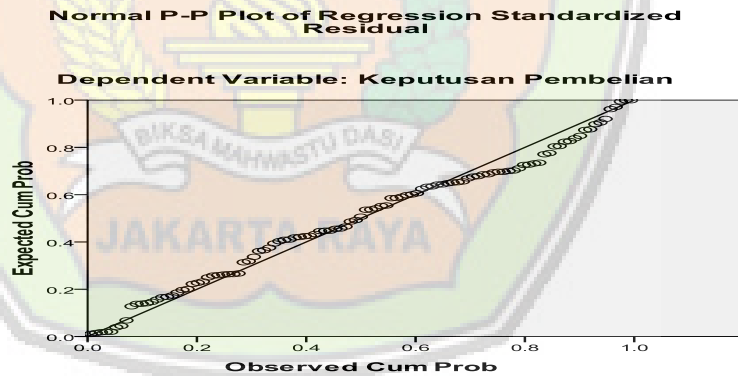 Normal P-P Plot of Regression Standardized
Residual
Dependent Variable: Keputusan Pembelian
Expected Cum Prob
1.0
0.8
0.6
0.4
0.2
0.0
0.0 0.2 0.4 0.6 0.8 1.0
Observed Cum Prob
BIKSA MAHWASTU DASI
JAKARTA RAYA